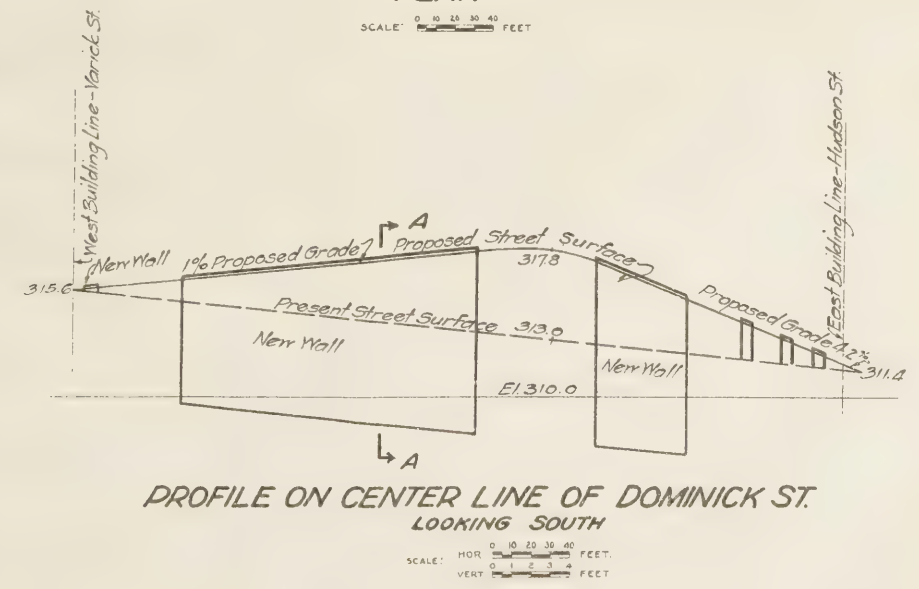 SCALE: 0 10 20 30 40 FEET
West Building Line-Varick St.
East Building Line-Hudson St.
New Wall
1% Proposed Grade
A
Proposed Street Surface
317.8
315.6
Present Street Surface
313.0
New Wall
New Wall
Proposed Grade 4.2%
311.4
El. 310.0
A
PROFILE ON CENTER LINE OF DOMINICK ST.
LOOKING SOUTH
SCALE: HOR 0 10 20 30 40 FEET.
VERT 0 1 2 3 4 FEET